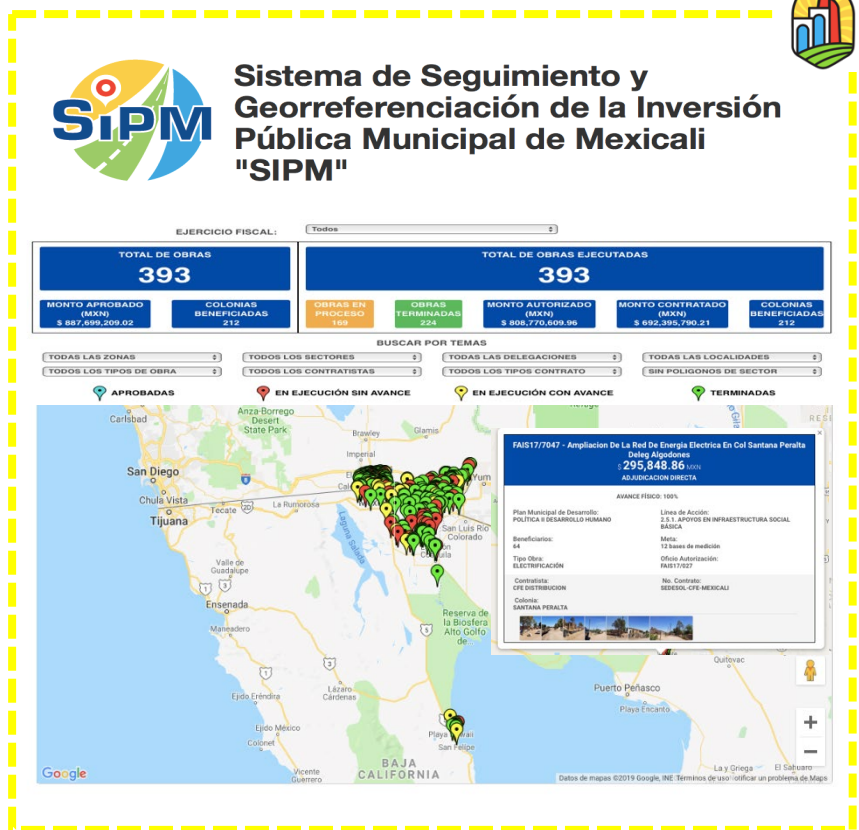 SiPM
Sistema de Seguimiento y
Georreferenciación de la Inversión
Pública Municipal de Mexicali
"SIPM"
EJERCICIO FISCAL:
Todos
TOTAL DE OBRAS
393
TOTAL DE OBRAS EJECUTADAS
393
MONTO APROBADO
(MXN)
$ 887,699,209.02
COLONIAS
BENEFICIADAS
212
OBRAS EN
PROCESO
169
OBRAS
TERMINADAS
224
MONTO AUTORIZADO
(MXN)
$ 808,770,609.96
MONTO CONTRATADO
(MXN)
$ 692,395,790.21
COLONIAS
BENEFICIADAS
212
BUSCAR POR TEMAS
TODAS LAS ZONAS
TODOS LOS SECTORES
TODAS LAS DELEGACIONES
TODAS LAS LOCALIDADES
TODOS LOS TIPOS DE OBRA
TODOS LOS CONTRATISTAS
TODOS LOS TIPOS CONTRATO
SIN POLIGONOS DE SECTOR
APROBADAS
EN EJECUCIÓN SIN AVANCE
EN EJECUCIÓN CON AVANCE
TERMINADAS
Carlsbad
Anza-Borrego
Desert
State Park
Brawley
Glamis
Imperial
San Diego
Chula Vista
Tijuana
Tecate
La Rumorosa
Laguna Salada
Yum
San Luis Río
Colorado
Valle de
Guadalupe
Ensenada
Maneadero
Reserva de
la Biosfera
Alto Golfo
de
Ejido Eréndira
Lázaro
Cárdenas
Ejido México
Colonet
Vicente
Guerrero
BAJA
CALIFORNIA
San Felipe
Puerto Peñasco
Playa Encanto
Quitovac
La y Griega
El Sahuaro
FAIS17/7047 - Ampliacion De La Red De Energia Electrica En Col Santana Peralta
Deleg Algodones
$ 295,848.86 MXN
ADJUDICACION DIRECTA
AVANCE FÍSICO: 100%
Plan Municipal de Desarrollo:
POLÍTICA II DESARROLLO HUMANO
Línea de Acción:
2.5.1. APOYOS EN INFRAESTRUCTURA SOCIAL
BÁSICA
Beneficiarios:
64
Meta:
12 bases de medición
Tipo Obra:
ELECTRIFICACIÓN
Oficio Autorización:
FAIS17/027
Contratista:
CFE DISTRIBUCION
No. Contrato:
SEDESOL-CFE-MEXICALI
Colonia:
SANTANA PERALTA
Google
Datos de mapas ©2019 Google, INE
Términos de uso
otificar un problema de Maps